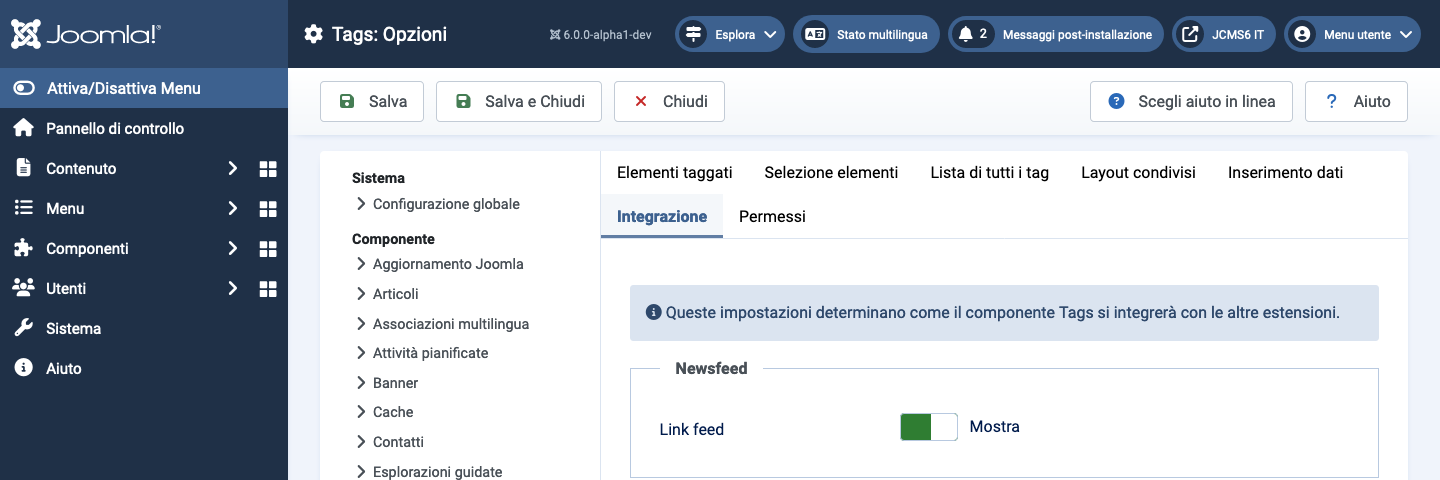 Joomla!®
Tags: Opzioni
6.0.0-alpha1-dev
Esplora
Stato multilingua
2 Messaggi post-installazione
JCMS6 IT
Menu utente
Attiva/Disattiva Menu
Pannello di controllo
Contenuto
Menu
Componenti
Utenti
Sistema
Aiuto
Salva
Salva e Chiudi
Chiudi
Scegli aiuto in linea
Aiuto
Sistema
Configurazione globale
Componente
Aggiornamento Joomla
Articoli
Associazioni multilingua
Attività pianificate
Banner
Cache
Contatti
Esplorazioni guidate
Elementi taggati
Selezione elementi
Lista di tutti i tag
Layout condivisi
Inserimento dati
Integrazione
Permessi
Queste impostazioni determinano come il componente Tags si integrerà con le altre estensioni.
Newsfeed
Link feed
Mostra